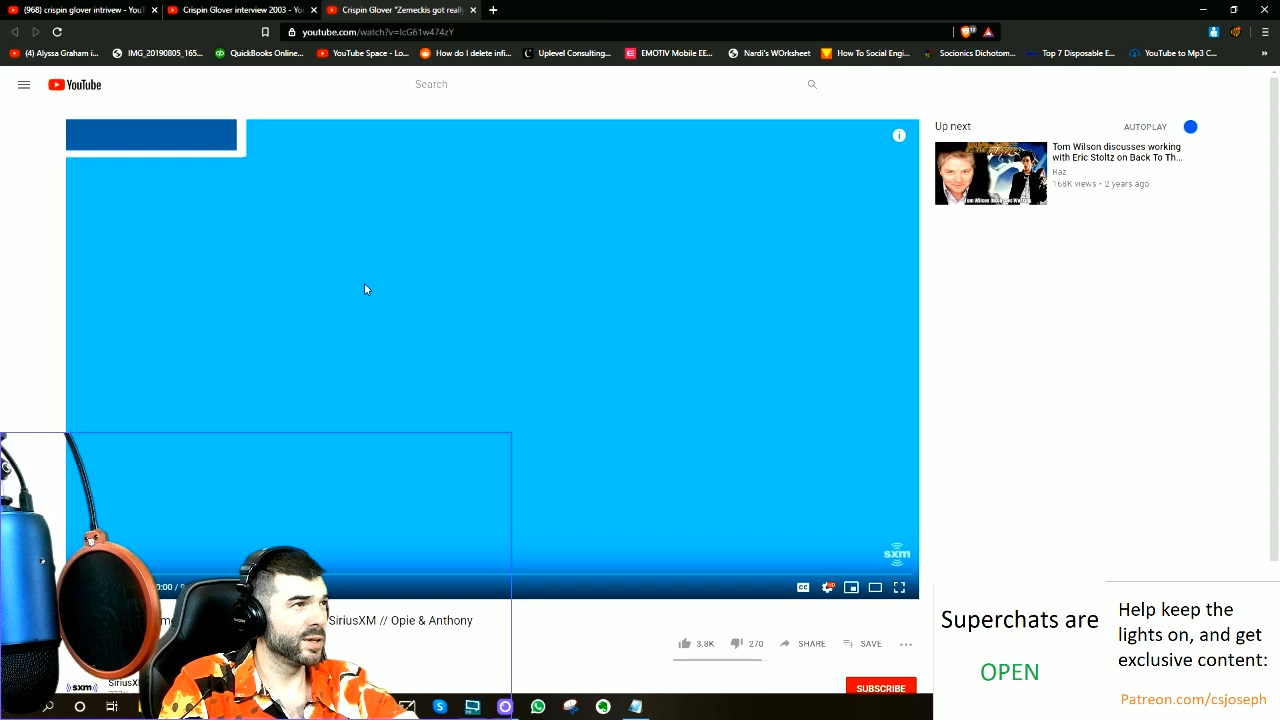 (968) crispin glover intrivew - YouT
Crispin Glover interview 2003 - You
Crispin Glover "Zemeckis got really
youtube.com/watch?v=IcG61w474zY
(4) Alyssa Graham i...
IMG_20190805_165...
QuickBooks Online...
YouTube Space - Lo...
How do I delete infi...
Uplevel Consulting...
EMOTIV Mobile EE...
Nardi's WOrksheet
How To Social Engi...
Socionics Dichotom...
Top 7 Disposable E...
YouTube to Mp3 C...
YouTube
Search
Up next
AUTOPLAY
Tom Wilson discusses working
with Eric Stoltz on Back To Th...
Raz
168K views • 2 years ago
sxm
SiriusXM // Opie & Anthony
3.8K
270
SHARE
SAVE
sxm
SiriusX
SUBSCRIBE
Superchats are
OPEN
Help keep the
lights on, and get
exclusive content:
Patreon.com/csjoseph